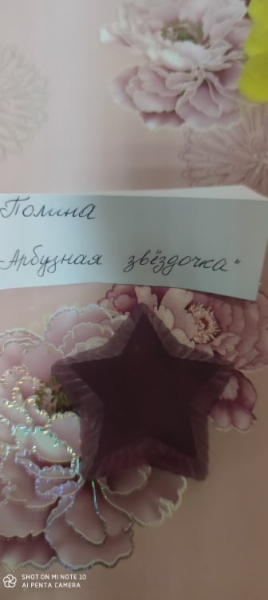 Полина
„Арбузная звёздочка"
SHOT ON MI NOTE 10
AI PENTA CAMERA